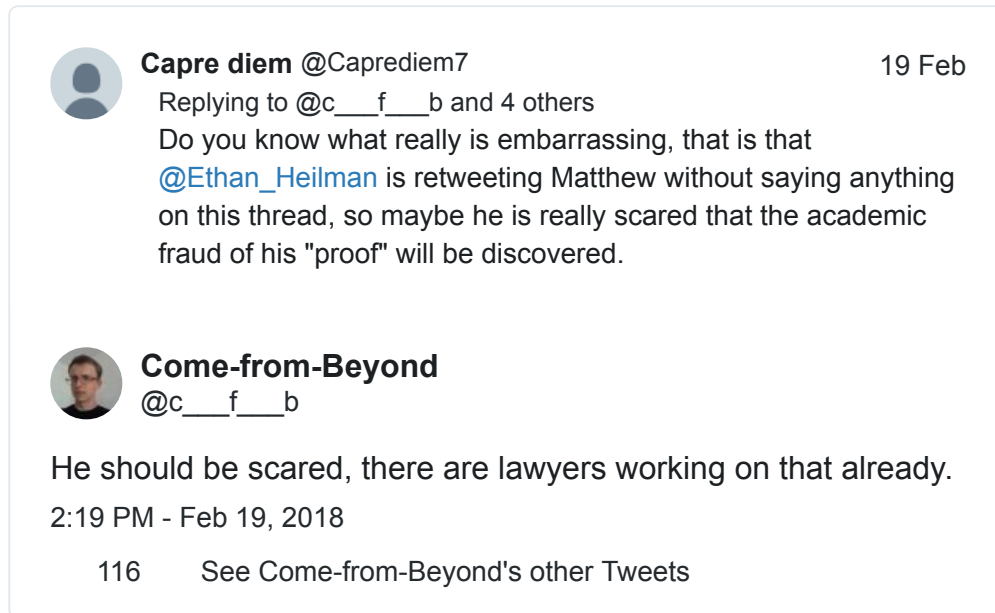 Capre diem @Caprediem7 19 Feb
Replying to @c___f___b and 4 others
Do you know what really is embarrassing, that is that
@Ethan_Heilman is retweeting Matthew without saying anything
on this thread, so maybe he is really scared that the academic
fraud of his "proof" will be discovered.
Come-from-Beyond
@c___f___b
He should be scared, there are lawyers working on that already.
2:19 PM - Feb 19, 2018
116 See Come-from-Beyond's other Tweets